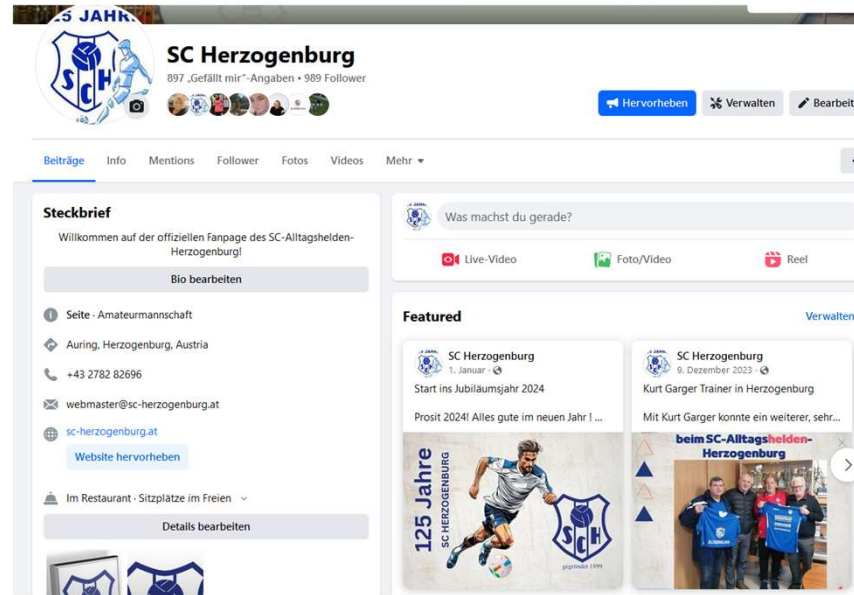 125 JAHRE
SCH
SC Herzogenburg
897 „Gefällt mir“-Angaben • 989 Follower
Hervorheben
Verwalten
Bearbeit
Beiträge
Info
Mentions
Follower
Fotos
Videos
Mehr
Steckbrief
Willkommen auf der offiziellen Fanpage des SC-Alltagshelden-
Herzogenburg!
Bio bearbeiten
Seite · Amateurmannschaft
Auring, Herzogenburg, Austria
+43 2782 82696
webmaster@sc-herzogenburg.at
sc-herzogenburg.at
Website hervorheben
Im Restaurant · Sitzplätze im Freien
Details bearbeiten
Was machst du gerade?
Live-Video
Foto/Video
Reel
Featured
Verwalten
SC Herzogenburg
1. Januar ·
Start ins Jubiläumsjahr 2024
Prosit 2024! Alles gute im neuen Jahr ! ...
125 Jahre
SC HERZOGENBURG
SCH
gegründet 1899
SC Herzogenburg
9. Dezember 2023 ·
Kurt Garger Trainer in Herzogenburg
Mit Kurt Garger konnte ein weiterer, sehr...
beim SC-Alltagshelden-
Herzogenburg